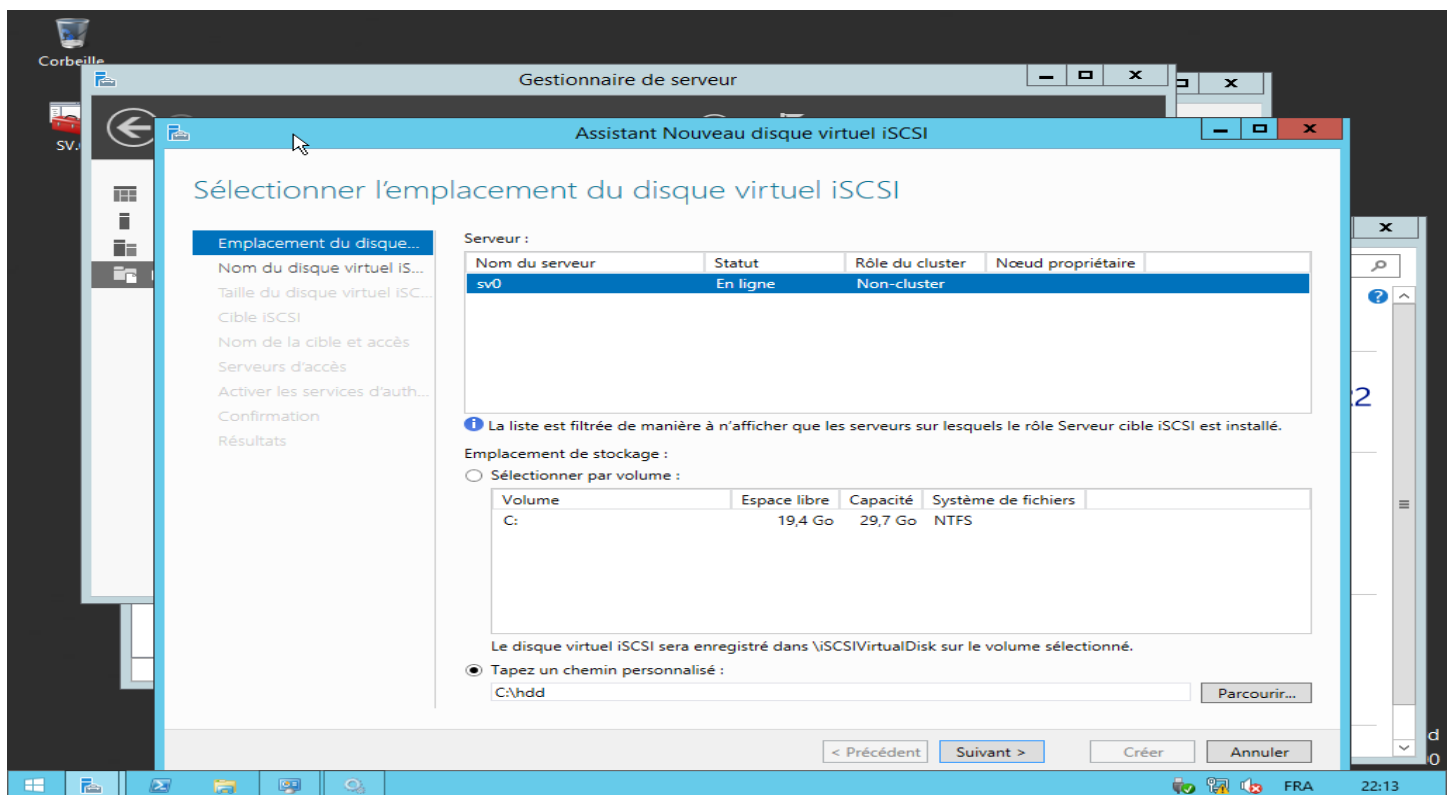 Corbeille
Gestionnaire de serveur
SV.
Assistant Nouveau disque virtuel iSCSI
Sélectionner l'emplacement du disque virtuel iSCSI
Emplacement du disque...
Nom du disque virtuel iS...
Taille du disque virtuel iSC...
Cible iSCSI
Nom de la cible et accès
Serveurs d'accès
Activer les services d'auth...
Confirmation
Résultats
Serveur :
Nom du serveur Statut Rôle du cluster Nœud propriétaire
sv0 En ligne Non-cluster
La liste est filtrée de manière à n'afficher que les serveurs sur lesquels le rôle Serveur cible iSCSI est installé.
Emplacement de stockage :
Sélectionner par volume :
Volume Espace libre Capacité Système de fichiers
C: 19,4 Go 29,7 Go NTFS
Le disque virtuel iSCSI sera enregistré dans \iSCSIVirtualDisk sur le volume sélectionné.
Tapez un chemin personnalisé :
C:\hdd Parcourir...
< Précédent Suivant > Créer Annuler
2
d
0
FRA 22:13